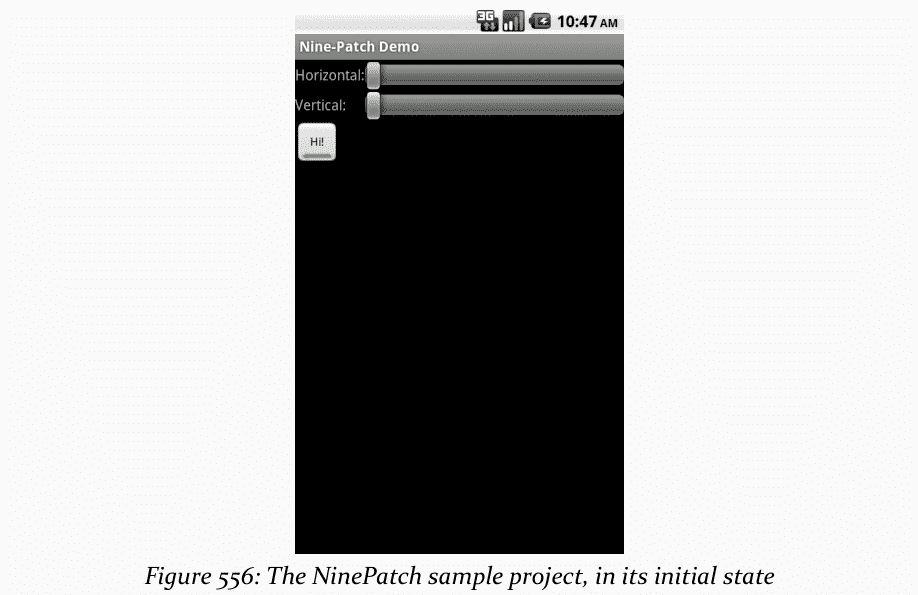 3G 10:47 AM
Nine-Patch Demo
Horizontal:
Vertical:
Hi!
Figure 556: The NinePatch sample project, in its initial state